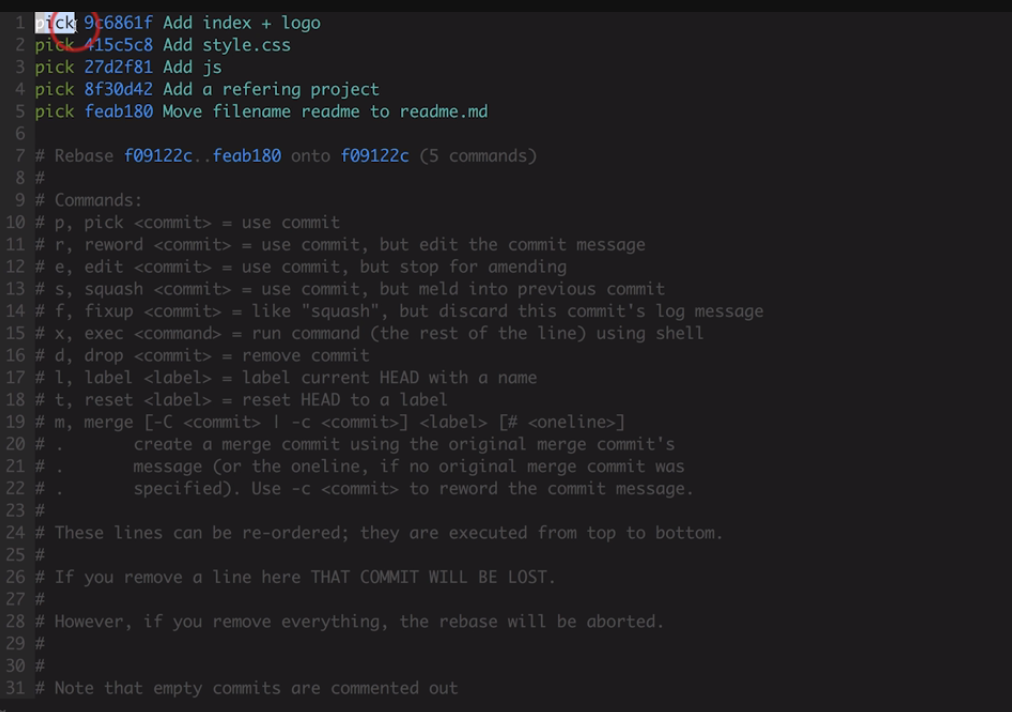 1 pick 9c6861f Add index + logo
2 pick 415c5c8 Add style.css
3 pick 27d2f81 Add js
4 pick 8f30d42 Add a refering project
5 pick feab180 Move filename readme to readme.md
6
7 # Rebase f09122c..feab180 onto f09122c (5 commands)
8 #
9 # Commands:
10 # p, pick <commit> = use commit
11 # r, reword <commit> = use commit, but edit the commit message
12 # e, edit <commit> = use commit, but stop for amending
13 # s, squash <commit> = use commit, but meld into previous commit
14 # f, fixup <commit> = like "squash", but discard this commit's log message
15 # x, exec <command> = run command (the rest of the line) using shell
16 # d, drop <commit> = remove commit
17 # l, label <label> = label current HEAD with a name
18 # t, reset <label> = reset HEAD to a label
19 # m, merge [-C <commit> | -c <commit>] <label> [# <oneline>]
20 # .       create a merge commit using the original merge commit's
21 # .       message (or the oneline, if no original merge commit was
22 # .       specified). Use -c <commit> to reword the commit message.
23 #
24 # These lines can be re-ordered; they are executed from top to bottom.
25 #
26 # If you remove a line here THAT COMMIT WILL BE LOST.
27 #
28 # However, if you remove everything, the rebase will be aborted.
29 #
30 #
31 # Note that empty commits are commented out